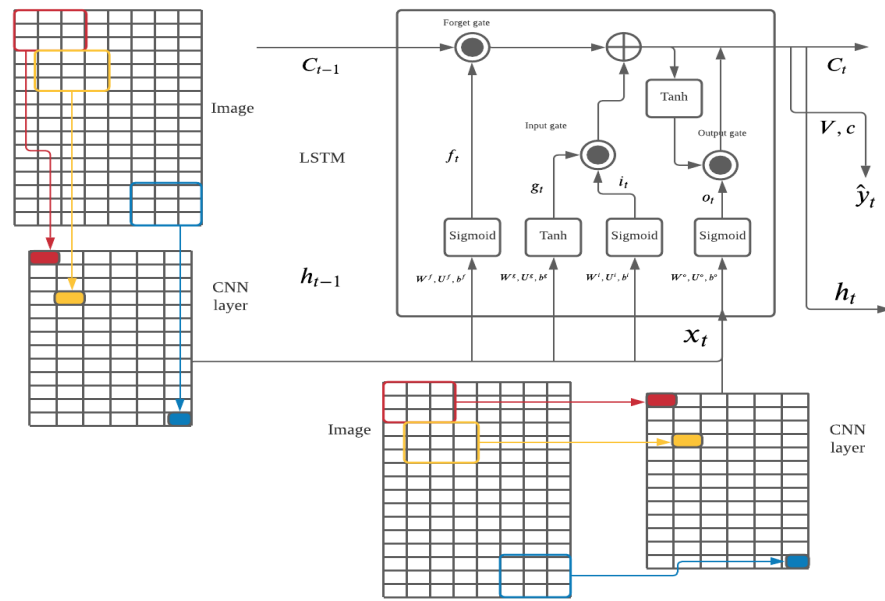 Forget gate
C_{t−1}
C_t
Tanh
Image
Input gate
Output gate
V, c
LSTM
f_t
g_t
i_t
o_t
ŷ_t
Sigmoid
Tanh
Sigmoid
Sigmoid
h_{t−1}
W^f, U^f, b^f
W^g, U^g, b^g
W^i, U^i, b^i
W^o, U^o, b^o
CNN
layer
h_t
x_t
Image
CNN
layer